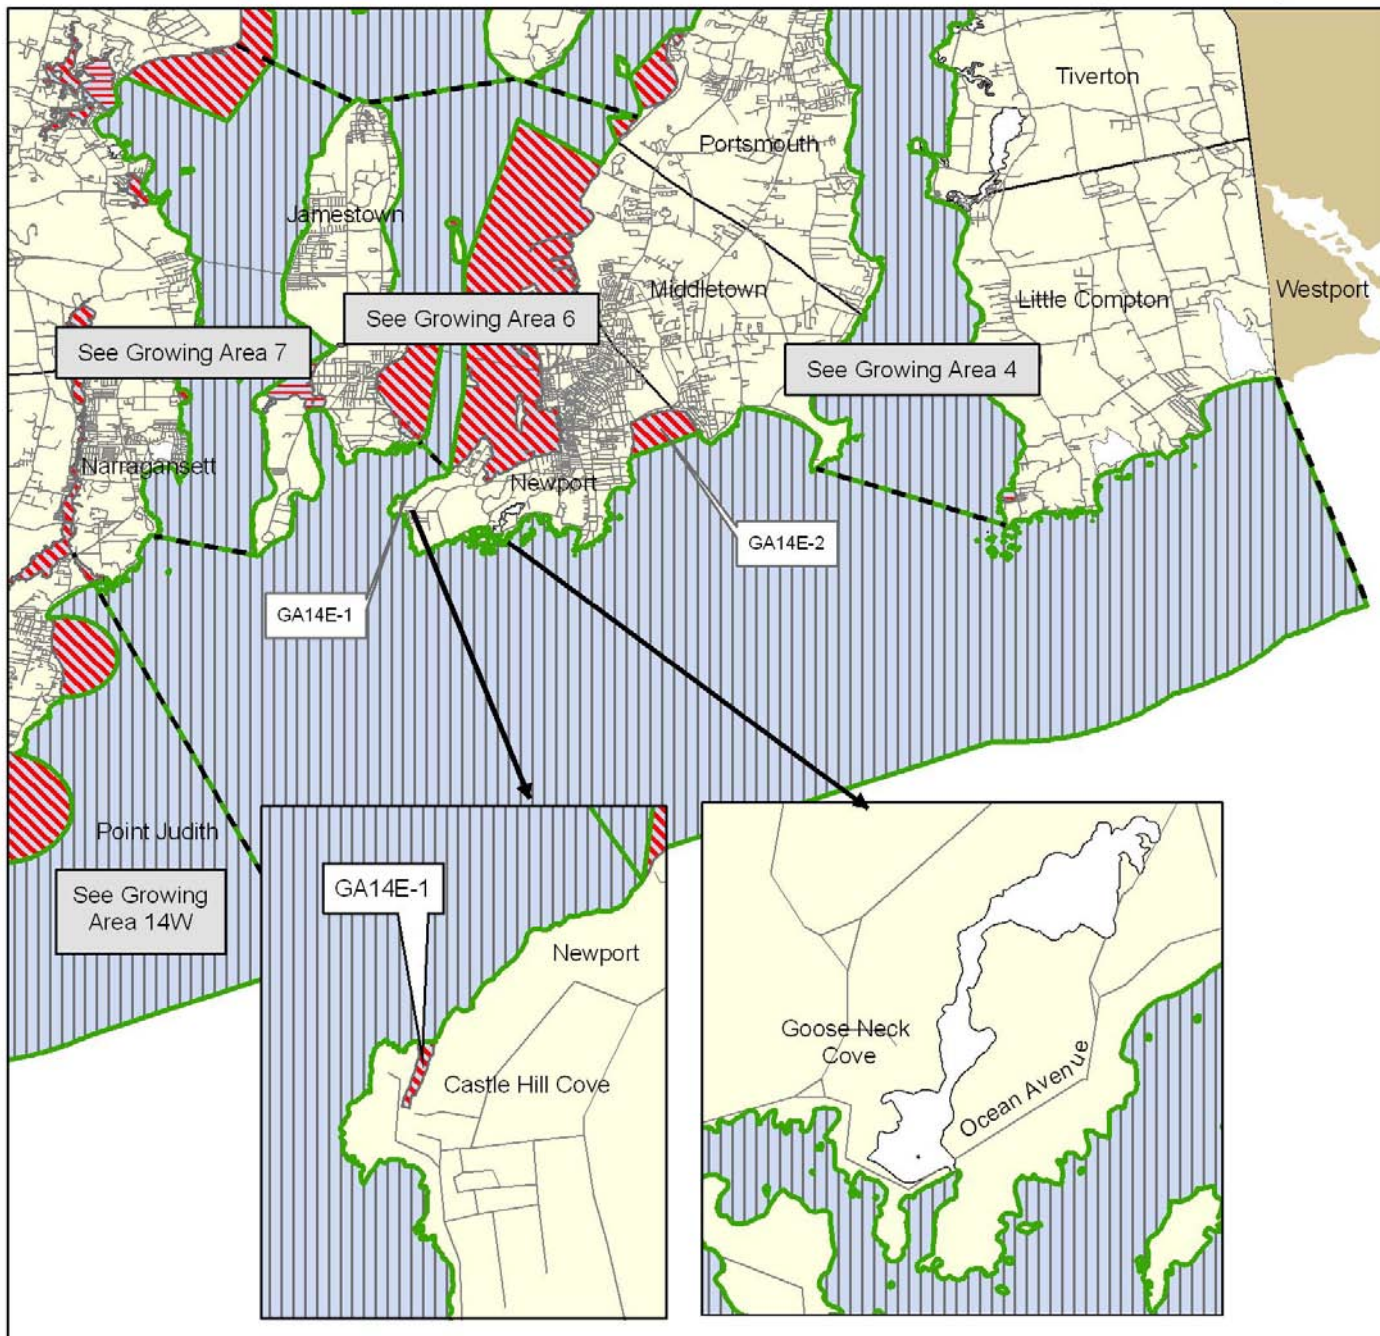 Tiverton
Portsmouth
Jamestown
Middletown
Little Compton
Westport
See Growing Area 6
See Growing Area 7
See Growing Area 4
Narragansett
Newport
GA14E-2
GA14E-1
Point Judith
See Growing
Area 14W
GA14E-1
Newport
Castle Hill Cove
Goose Neck
Cove
Ocean Avenue